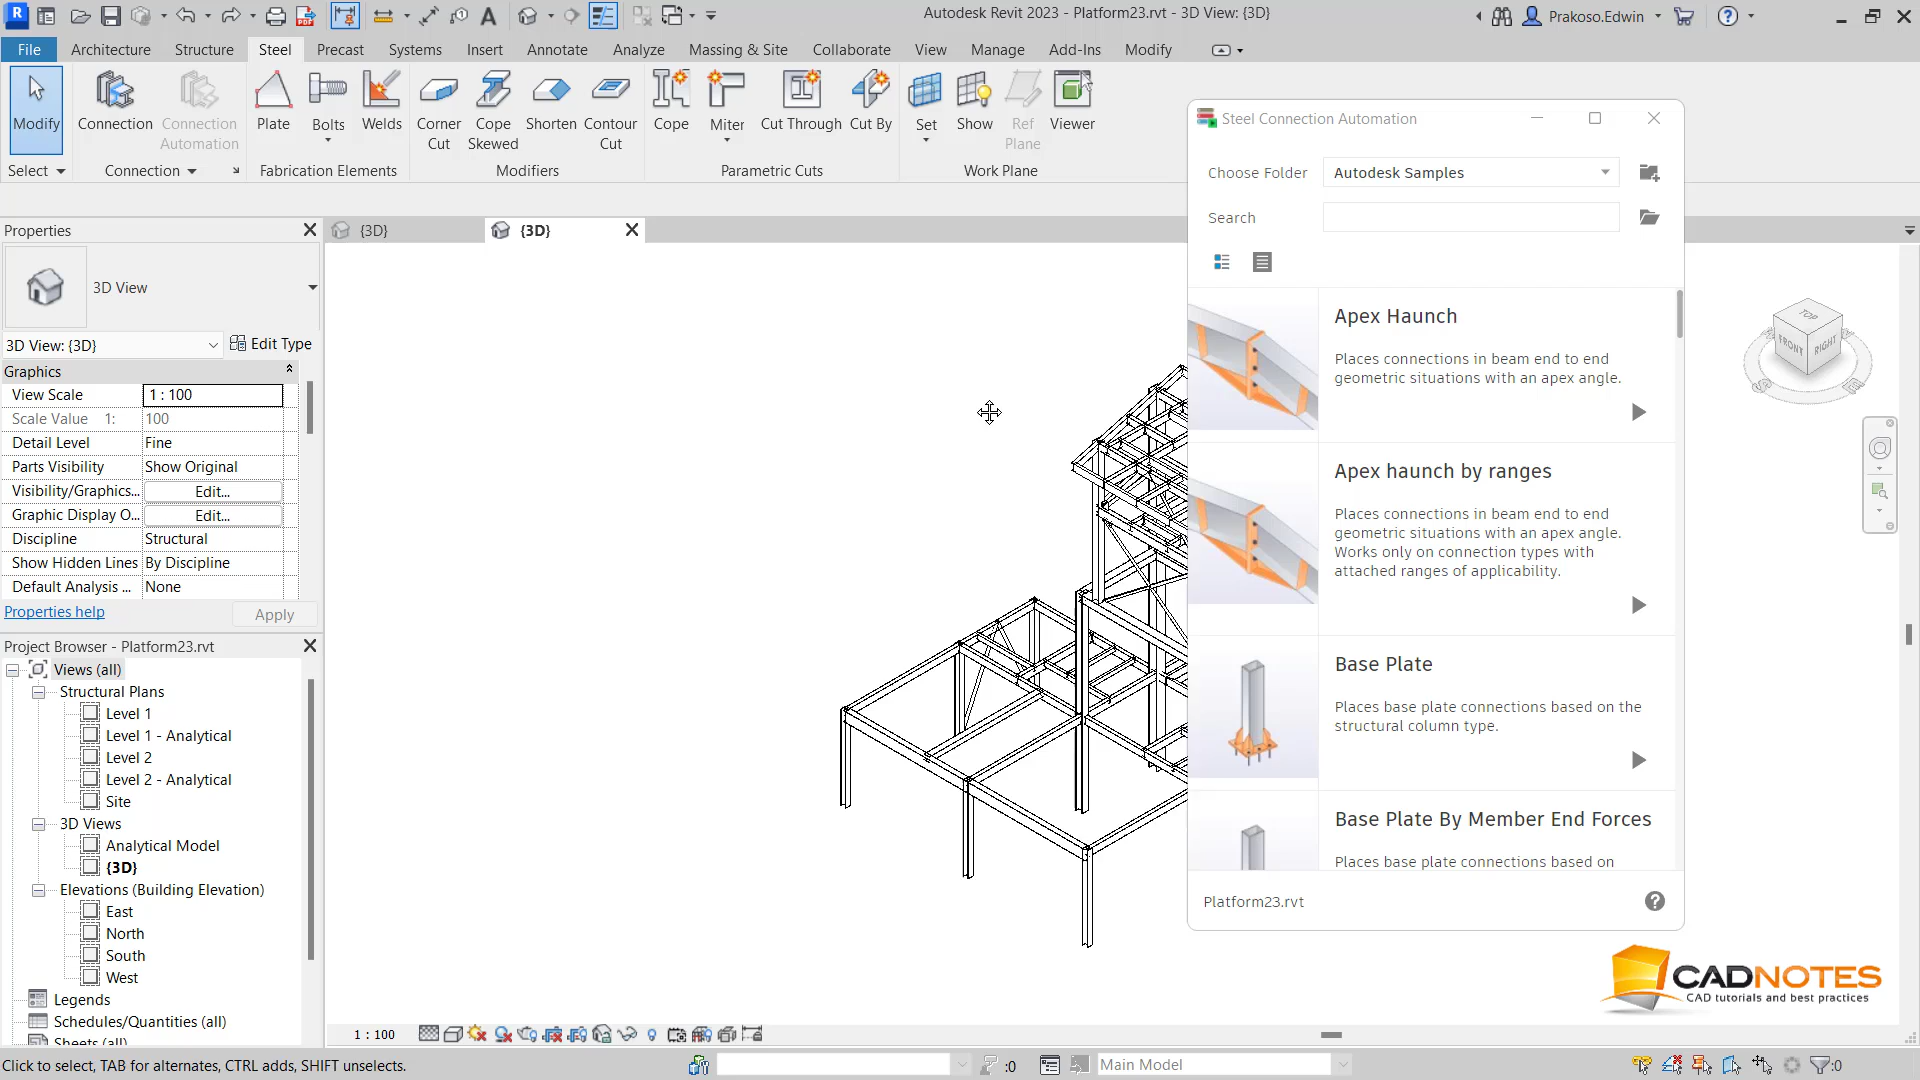 Autodesk Revit 2023 - Platform23.rvt - 3D View: {3D}
Prakoso.Edwin
File
Architecture
Structure
Steel
Precast
Systems
Insert
Annotate
Analyze
Massing & Site
Collaborate
View
Manage
Add-Ins
Modify
Modify
Connection
Connection
Automation
Plate
Bolts
Welds
Corner
Cut
Cope
Skewed
Shorten
Contour
Cut
Cope
Miter
Cut Through
Cut By
Set
Show
Ref
Plane
Viewer
Select
Connection
Fabrication Elements
Modifiers
Parametric Cuts
Work Plane
Properties
3D View
3D View: {3D}
Edit Type
Graphics
View Scale
1 : 100
Scale Value 1:
100
Detail Level
Fine
Parts Visibility
Show Original
Visibility/Graphics...
Edit...
Graphic Display O...
Edit...
Discipline
Structural
Show Hidden Lines
By Discipline
Default Analysis ...
None
Properties help
Apply
Project Browser - Platform23.rvt
Views (all)
Structural Plans
Level 1
Level 1 - Analytical
Level 2
Level 2 - Analytical
Site
3D Views
Analytical Model
{3D}
Elevations (Building Elevation)
East
North
South
West
Legends
Schedules/Quantities (all)
Sheets (all)
{3D}
{3D}
Steel Connection Automation
Choose Folder
Autodesk Samples
Search
Apex Haunch
Places connections in beam end to end
geometric situations with an apex angle.
Apex haunch by ranges
Places connections in beam end to end
geometric situations with an apex angle.
Works only on connection types with
attached ranges of applicability.
Base Plate
Places base plate connections based on the
structural column type.
Base Plate By Member End Forces
Places base plate connections based on
Platform23.rvt
TOP
FRONT
RIGHT
S
E
CADNOTES
CAD tutorials and best practices
1 : 100
Click to select, TAB for alternates, CTRL adds, SHIFT unselects.
:0
Main Model
:0